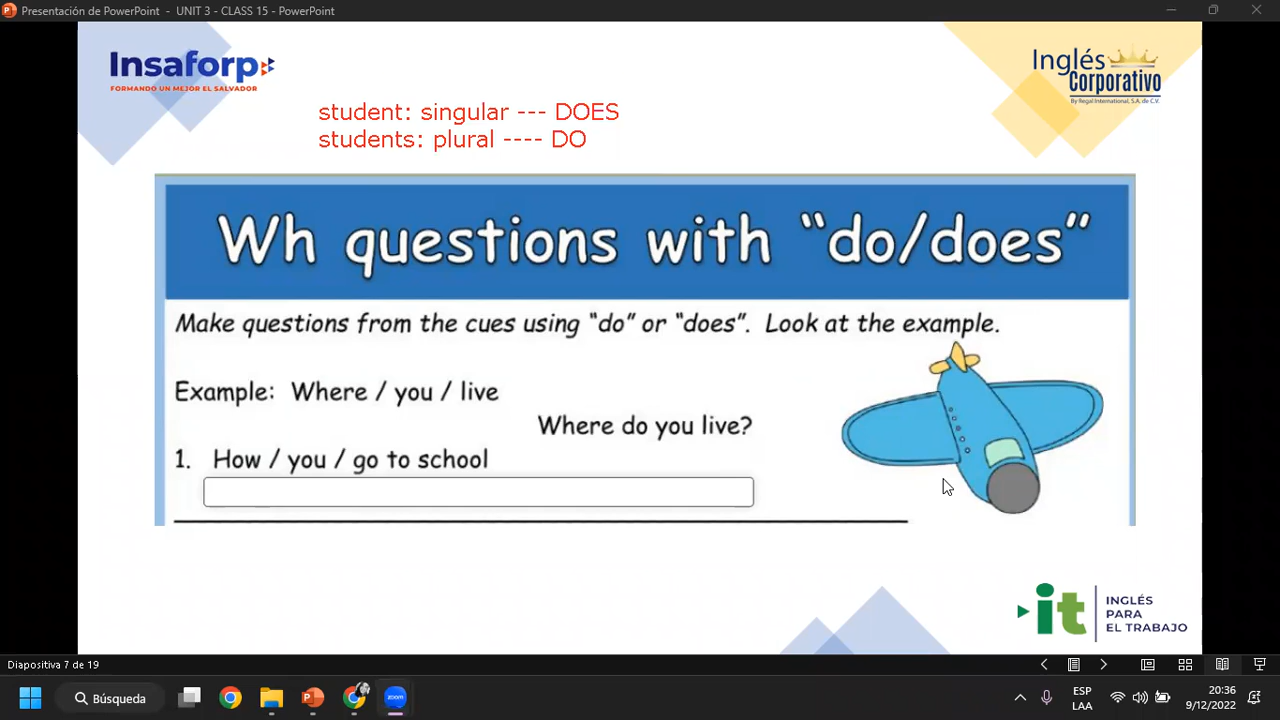 Presentación de PowerPoint - UNIT 3 - CLASS 15 - PowerPoint
Insaforp
FORMANDO UN MEJOR EL SALVADOR
Inglés
Corporativo
By Regal International, S.A. de C.V.
student: singular --- DOES
students: plural ---- DO
Wh questions with “do/does”
Make questions from the cues using “do” or “does”. Look at the example.
Example: Where / you / live
Where do you live?
1. How / you / go to school
it
INGLÉS
PARA
EL TRABAJO
Diapositiva 7 de 19
Búsqueda
zoom
ESP
LAA
20:36
9/12/2022